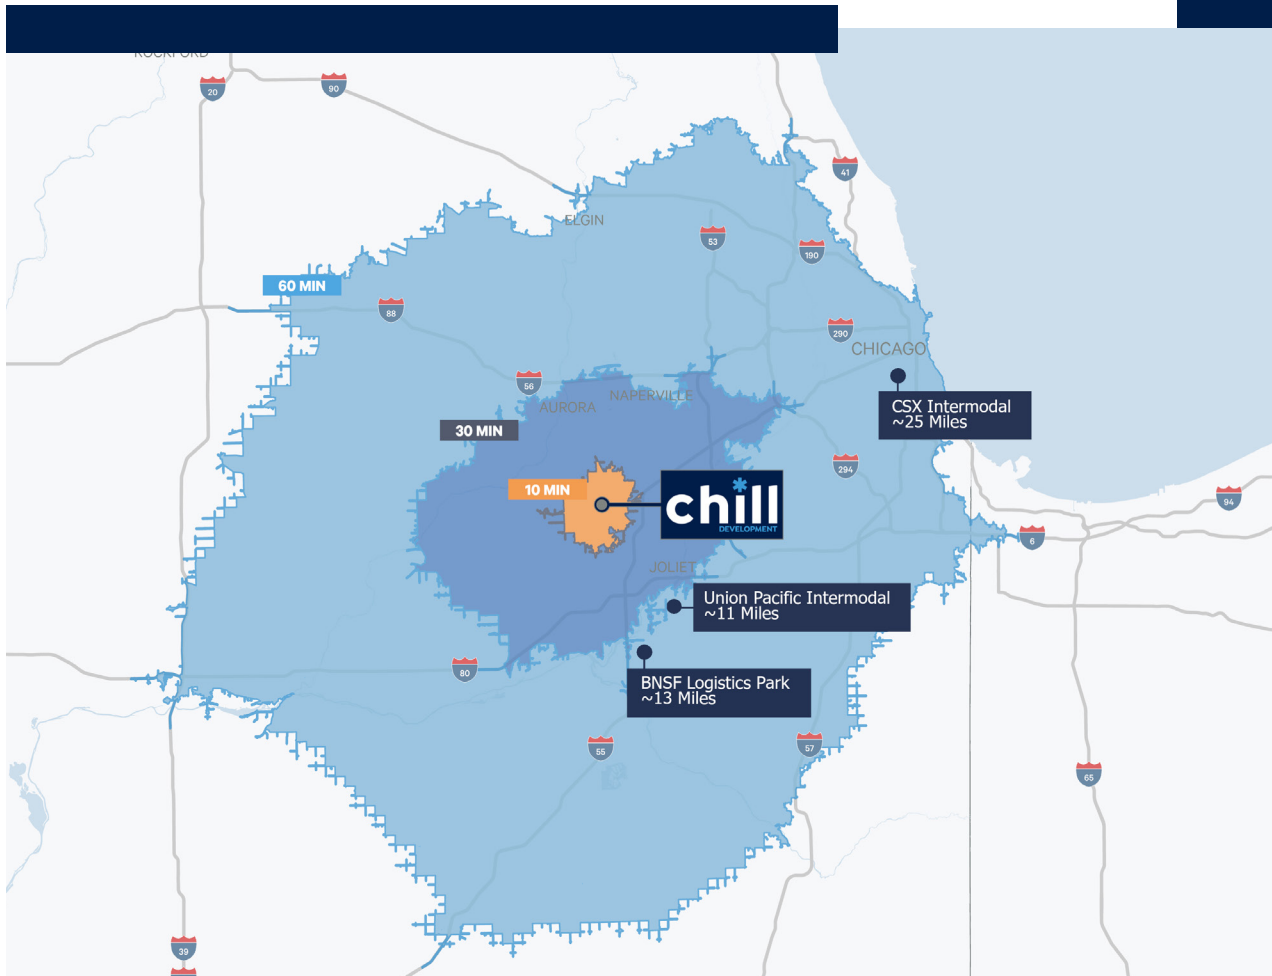 ROCKFORD
20
90
41
ELGIN
53
190
60 MIN
88
290
CHICAGO
56
NAPERVILLE
AURORA
CSX Intermodal
~25 Miles
30 MIN
294
10 MIN
chill
DEVELOPMENT
94
6
JOLIET
Union Pacific Intermodal
~11 Miles
80
BNSF Logistics Park
~13 Miles
55
57
65
39